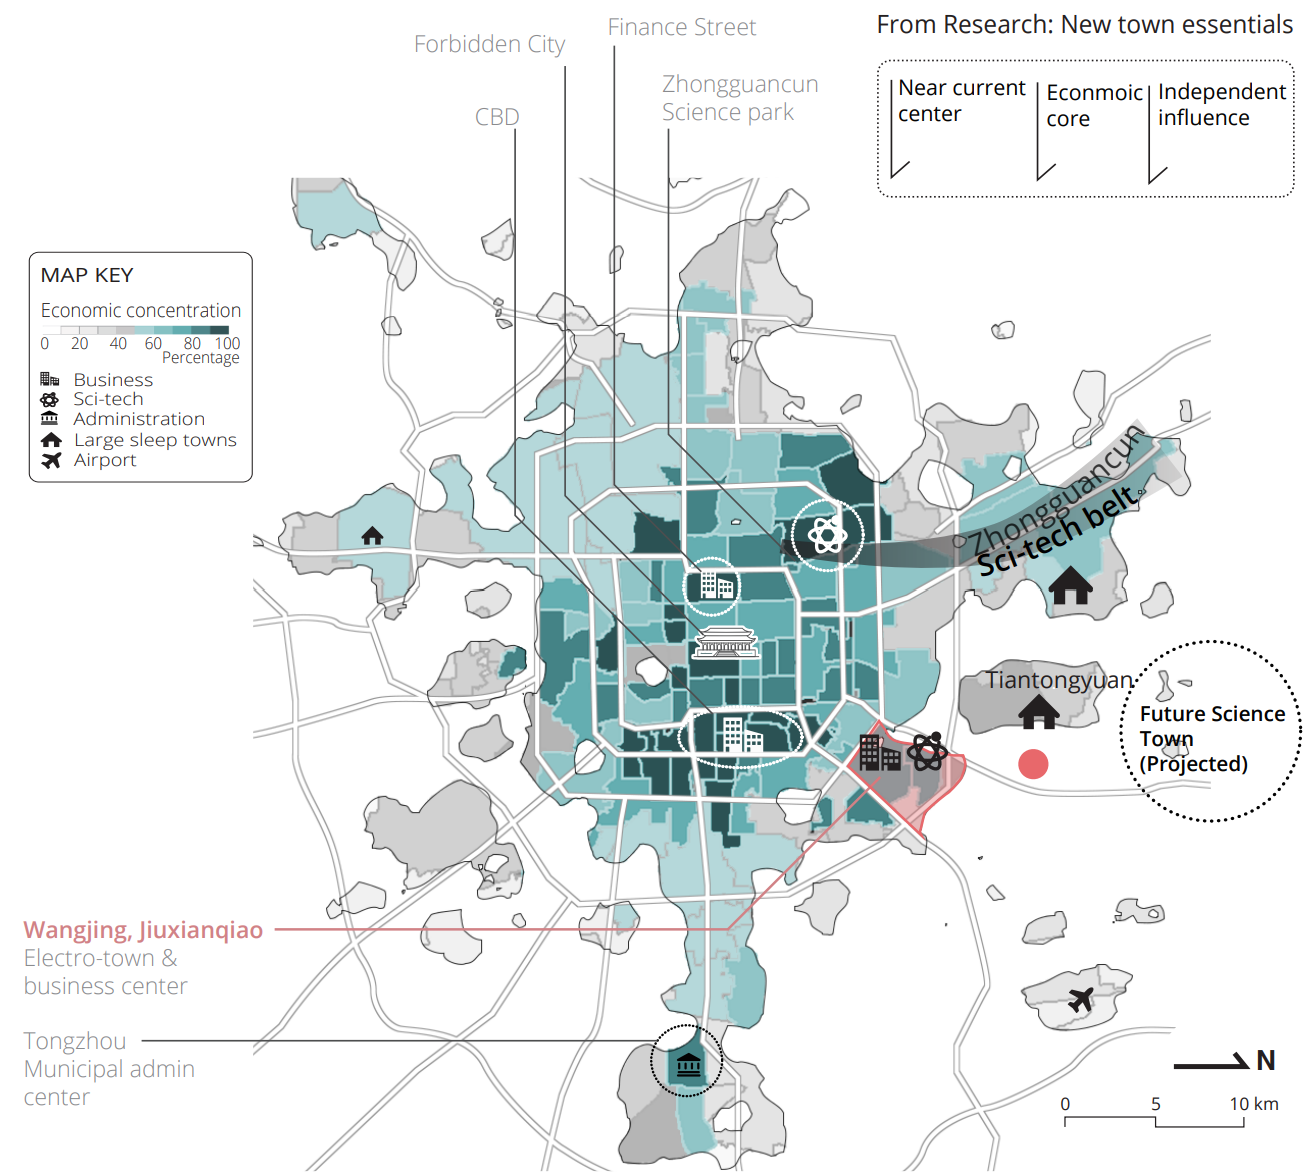 Finance Street
Forbidden City
Zhongguancun
Science park
CBD
From Research: New town essentials
Near current
center
Econmoic
core
Independent
influence
MAP KEY
Economic concentration
0 20 40 60 80 100
Percentage
Business
Sci-tech
Administration
Large sleep towns
Airport
Zhongguancun
Sci-tech belt
Tiantongyuan
Future Science
Town
(Projected)
Wangjing, Jiuxianqiao
Electro-town &
business center
Tongzhou
Municipal admin
center
N
0 5 10 km